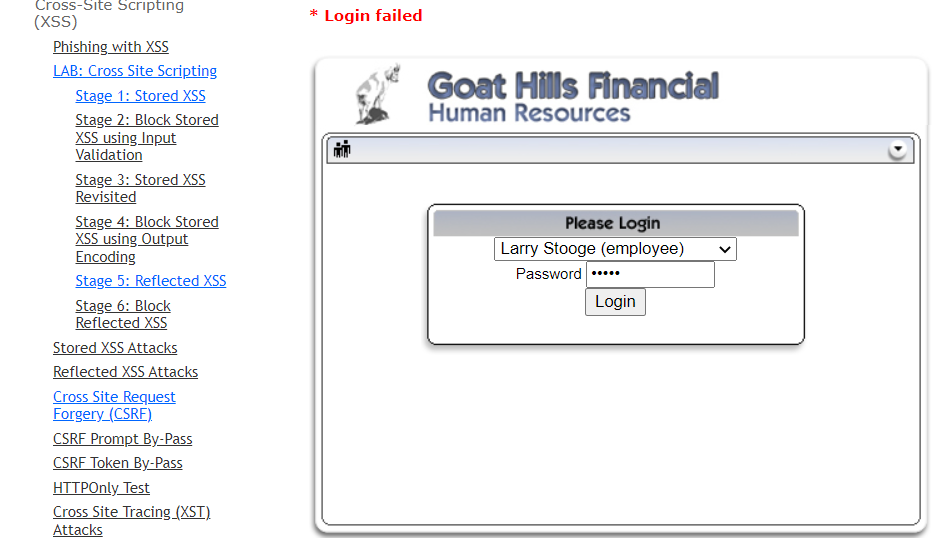 Cross-Site Scripting
(XSS)
Phishing with XSS
LAB: Cross Site Scripting
Stage 1: Stored XSS
Stage 2: Block Stored
XSS using Input
Validation
Stage 3: Stored XSS
Revisited
Stage 4: Block Stored
XSS using Output
Encoding
Stage 5: Reflected XSS
Stage 6: Block
Reflected XSS
Stored XSS Attacks
Reflected XSS Attacks
Cross Site Request
Forgery (CSRF)
CSRF Prompt By-Pass
CSRF Token By-Pass
HTTPOnly Test
Cross Site Tracing (XST)
Attacks
* Login failed
Goat Hills Financial
Human Resources
Please Login
Larry Stooge (employee)
Password •••••
Login